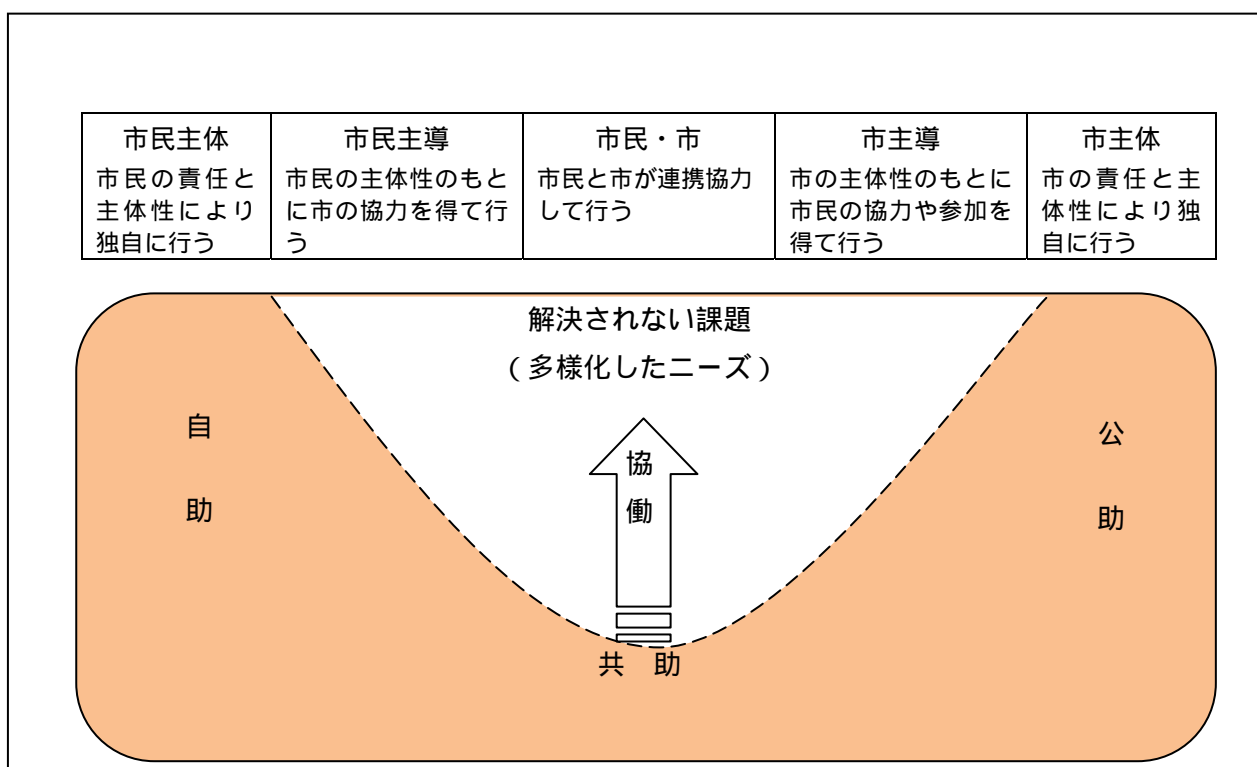 市民主体
市民の責任と
主体性により
独自に行う
市民主導
市民の主体性のもと
に市の協力を得て行
う
市民・市
市民と市が連携協力
して行う
市主導
市の主体性のもとに
市民の協力や参加を
得て行う
市主体
市の責任と主
体性により独
自に行う
解決されない課題
(多様化したニーズ)
自助
協働
公助
共助